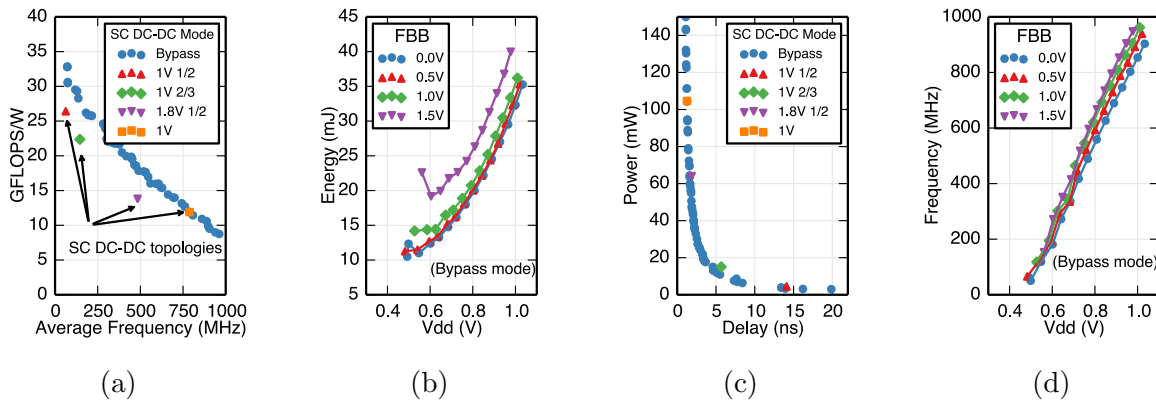 GFLOPS/W
40
35
30
25
20
15
10
5
0
0
250
500
750
1000
Average Frequency (MHz)
SC DC-DC Mode
Bypass
1V 1/2
1V 2/3
1.8V 1/2
1V
SC DC-DC topologies
(a)
Energy (mJ)
45
40
35
30
25
20
15
10
5
0.4
0.6
0.8
1.0
Vdd (V)
FBB
0.0V
0.5V
1.0V
1.5V
(Bypass mode)
(b)
Power (mW)
140
120
100
80
60
40
20
0
0
5
10
15
20
Delay (ns)
SC DC-DC Mode
Bypass
1V 1/2
1V 2/3
1.8V 1/2
1V
(c)
Frequency (MHz)
1000
800
600
400
200
0
0.4
0.6
0.8
1.0
Vdd (V)
FBB
0.0V
0.5V
1.0V
1.5V
(Bypass mode)
(d)